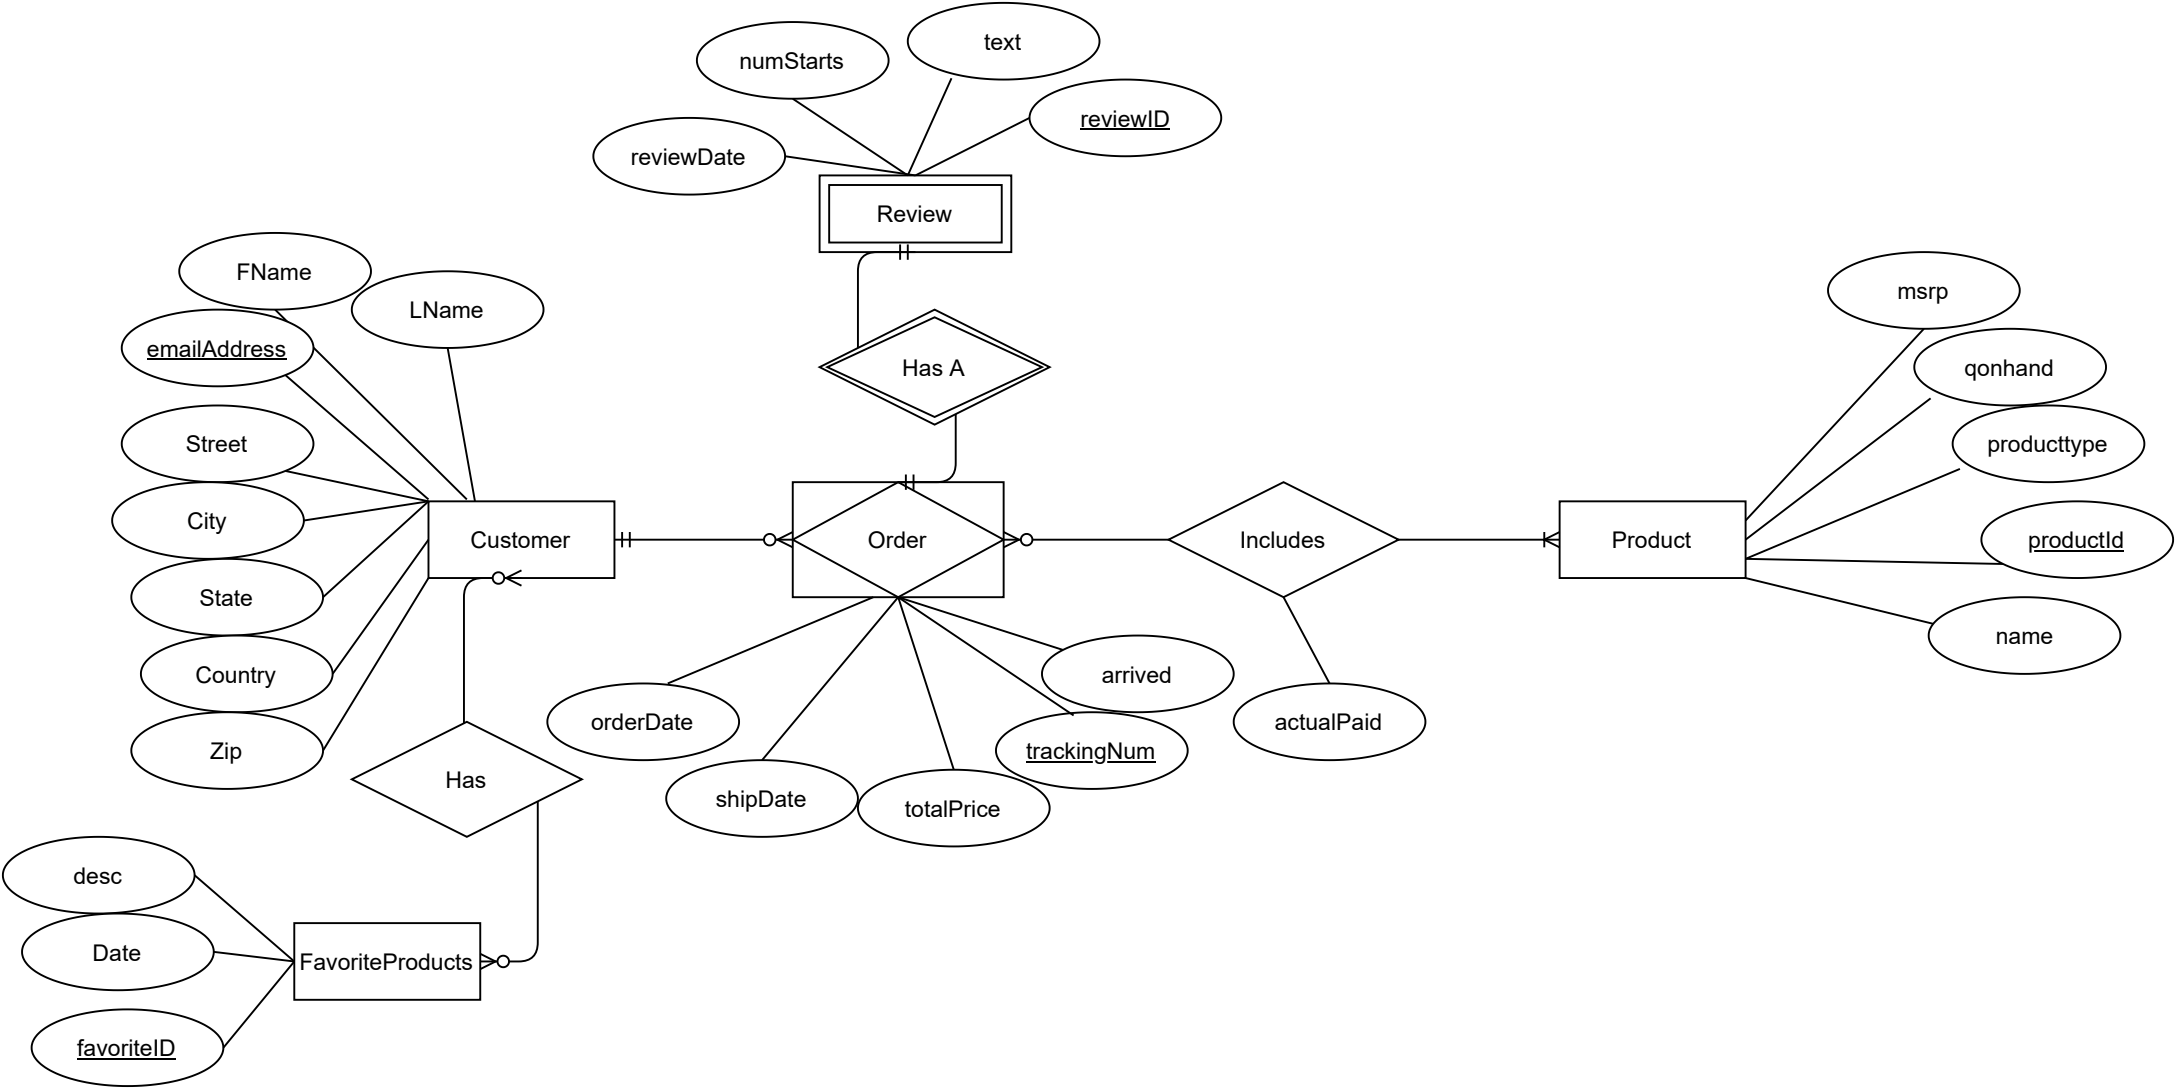 text
numStarts
reviewID
reviewDate
Review
FName
LName
msrp
emailAddress
Has A
qonhand
Street
producttype
City
Customer
Order
Includes
Product
productId
State
name
Country
arrived
orderDate
actualPaid
Zip
trackingNum
Has
shipDate
totalPrice
desc
Date
FavoriteProducts
favoriteID